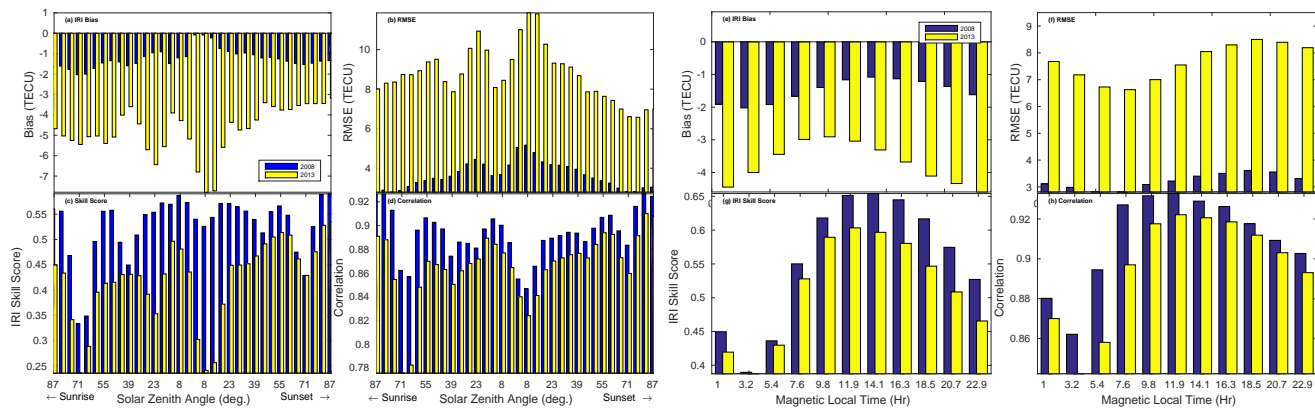 (a) IRI Bias
0
-1
-2
-3
-4
-5
-6
-7
Bias (TECU)
2008
2013
(b) RMSE
10
8
6
4
RMSE (TECU)
(c) IRI Skill Score
0.55
0.5
0.45
0.4
0.35
0.3
0.25
IRI Skill Score
87 71 55 39 23 8 8 23 39 55 71 87
← Sunrise Solar Zenith Angle (deg.) Sunset →
(d) Correlation
0.92
0.9
0.88
0.86
0.84
0.82
0.8
0.78
Correlation
87 71 55 39 23 8 8 23 39 55 71 87
← Sunrise Solar Zenith Angle (deg.) Sunset →
(e) IRI Bias
0
-1
-2
-3
-4
Bias (TECU)
2008
2013
(f) RMSE
10
9
8
7
6
5
4
3
RMSE (TECU)
(g) IRI Skill Score
0.65
0.6
0.55
0.5
0.45
0.4
IRI Skill Score
1 3.2 5.4 7.6 9.8 11.9 14.1 16.3 18.5 20.7 22.9
Magnetic Local Time (Hr)
(h) Correlation
0.92
0.9
0.88
0.86
0.84
Correlation
1 3.2 5.4 7.6 9.8 11.9 14.1 16.3 18.5 20.7 22.9
Magnetic Local Time (Hr)